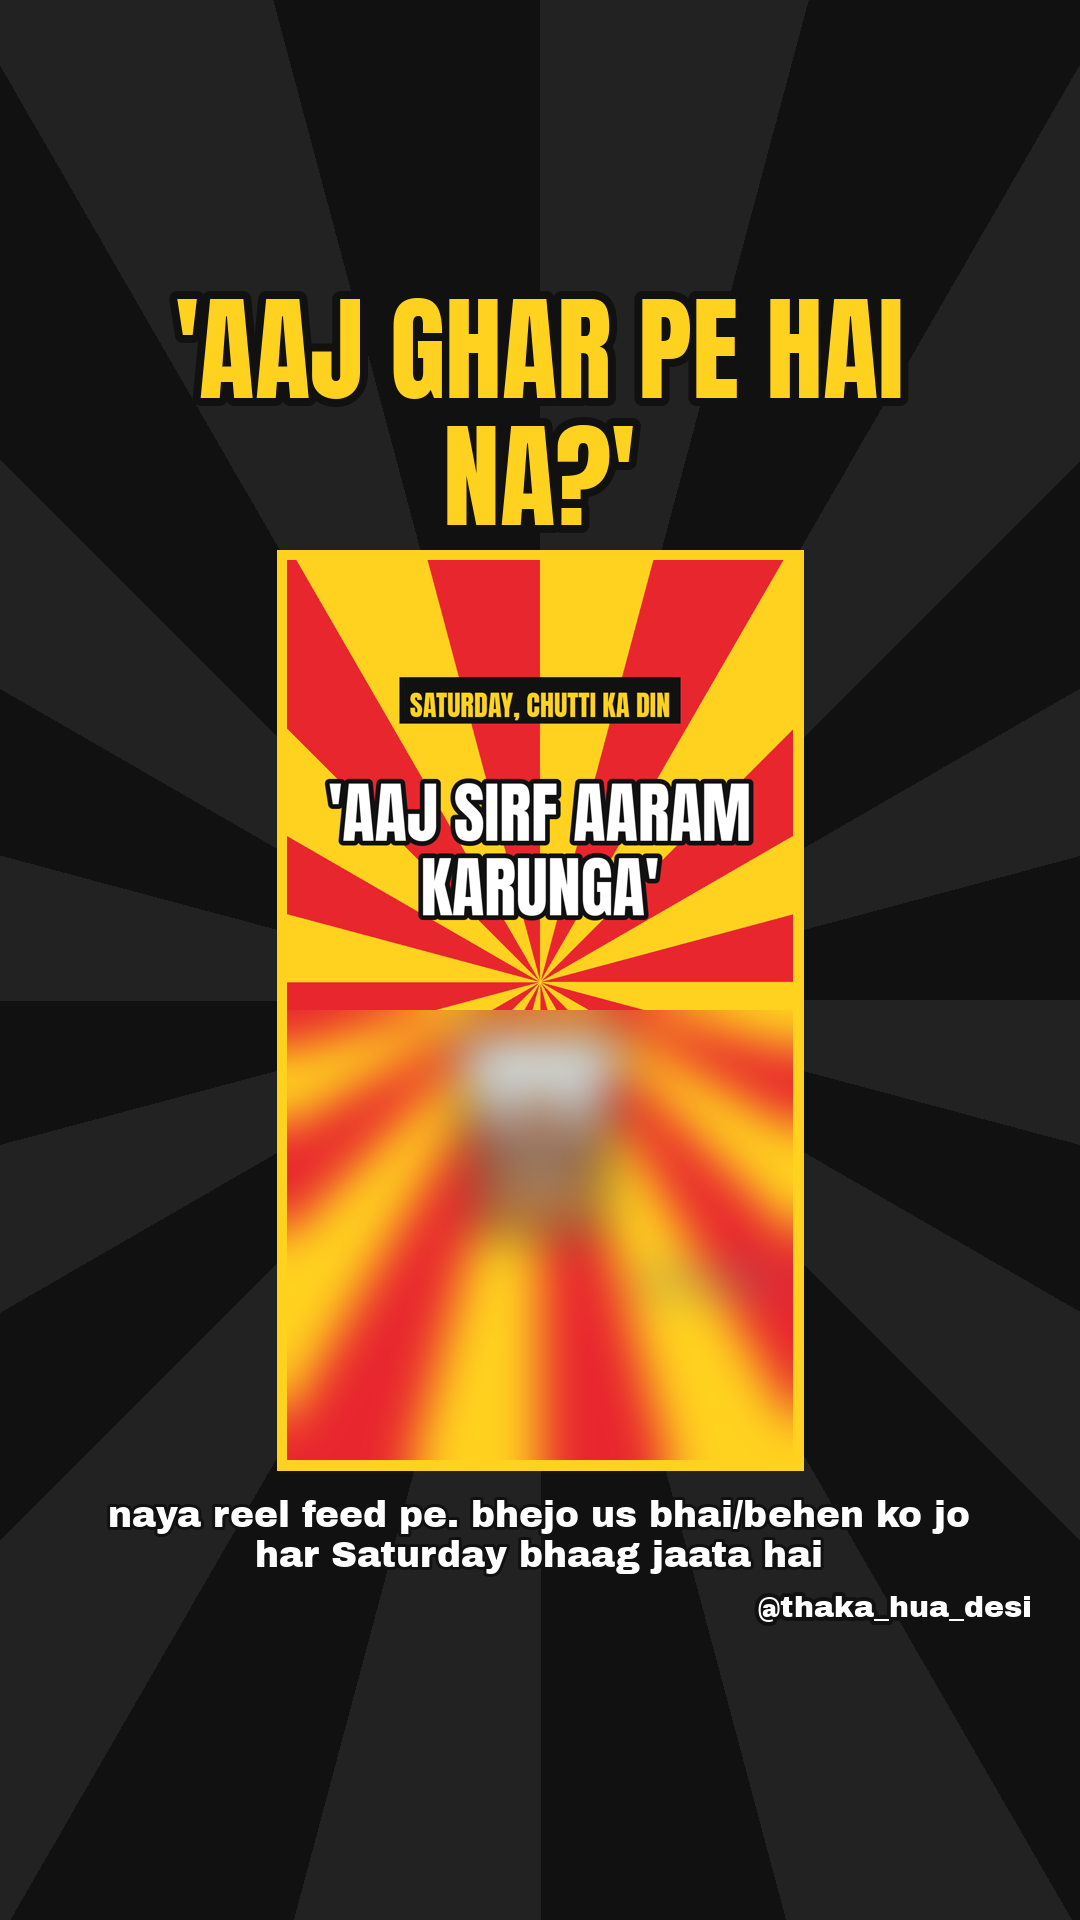 'AAJ GHAR PE HAI
NA?'
SATURDAY, CHUTTI KA DIN
'AAJ SIRF AARAM
KARUNGA'
naya reel feed pe. bhejo us bhai/behen ko jo
har Saturday bhaag jaata hai
@thaka_hua_desi